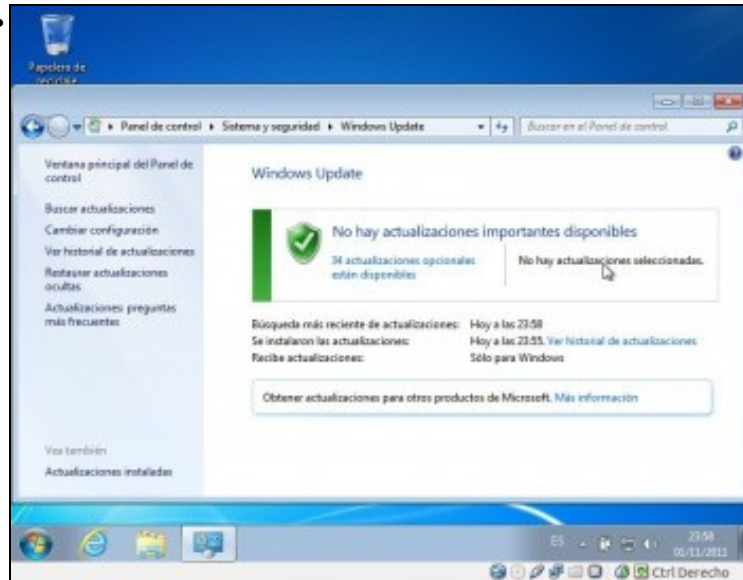 Papelera de
reciclaje
Panel de control ▸ Sistema y seguridad ▸ Windows Update
Buscar en el Panel de control
Ventana principal del Panel de
control
Buscar actualizaciones
Cambiar configuración
Ver historial de actualizaciones
Restaurar actualizaciones
ocultas
Actualizaciones: preguntas
más frecuentes
Vea también
Actualizaciones instaladas
Windows Update
No hay actualizaciones importantes disponibles
34 actualizaciones opcionales
están disponibles
No hay actualizaciones seleccionadas.
Búsqueda más reciente de actualizaciones: Hoy a las 23:58
Se instalaron las actualizaciones: Hoy a las 23:55. Ver historial de actualizaciones
Recibe actualizaciones: Sólo para Windows
Obtener actualizaciones para otros productos de Microsoft. Más información
ES
23:58
01/11/2011
Ctrl Derecho